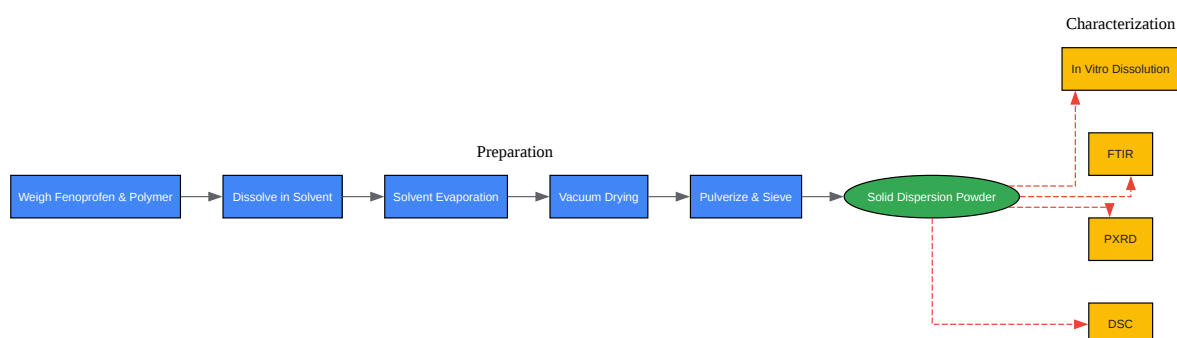 Characterization
In Vitro Dissolution
FTIR
Preparation
Weigh Fenoprofen & Polymer
Dissolve in Solvent
Solvent Evaporation
Vacuum Drying
Pulverize & Sieve
Solid Dispersion Powder
PXRD
DSC